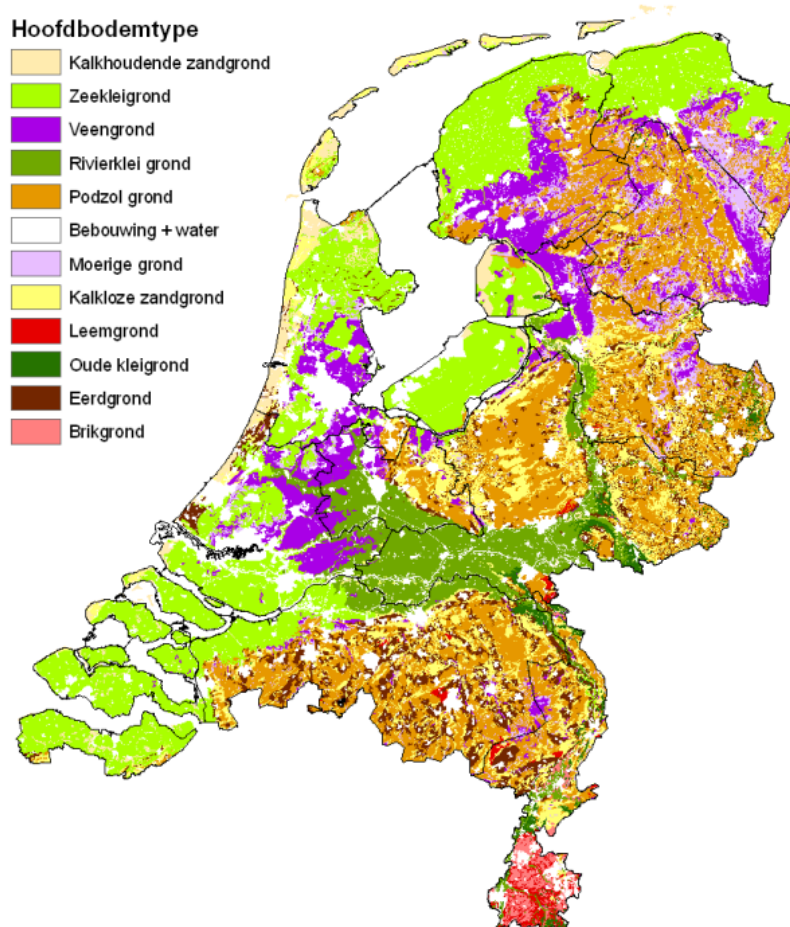 Hoofdbodemtype
Kalkhoudende zandgrond
Zeekleigrond
Veengrond
Rivierklei grond
Podzol grond
Bebouwing + water
Moerige grond
Kalkloze zandgrond
Leemgrond
Oude kleigrond
Eerdgrond
Brikgrond